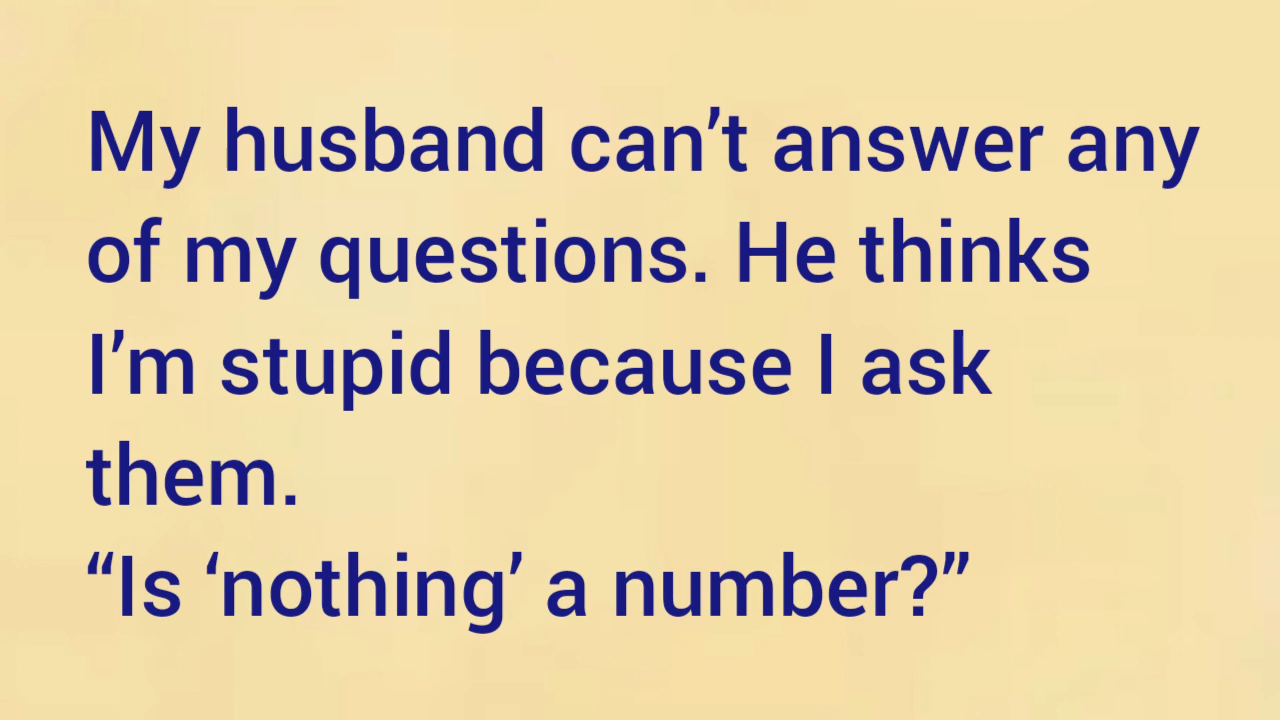 My husband can’t answer any
of my questions. He thinks
I’m stupid because I ask
them.
“Is ‘nothing’ a number?”